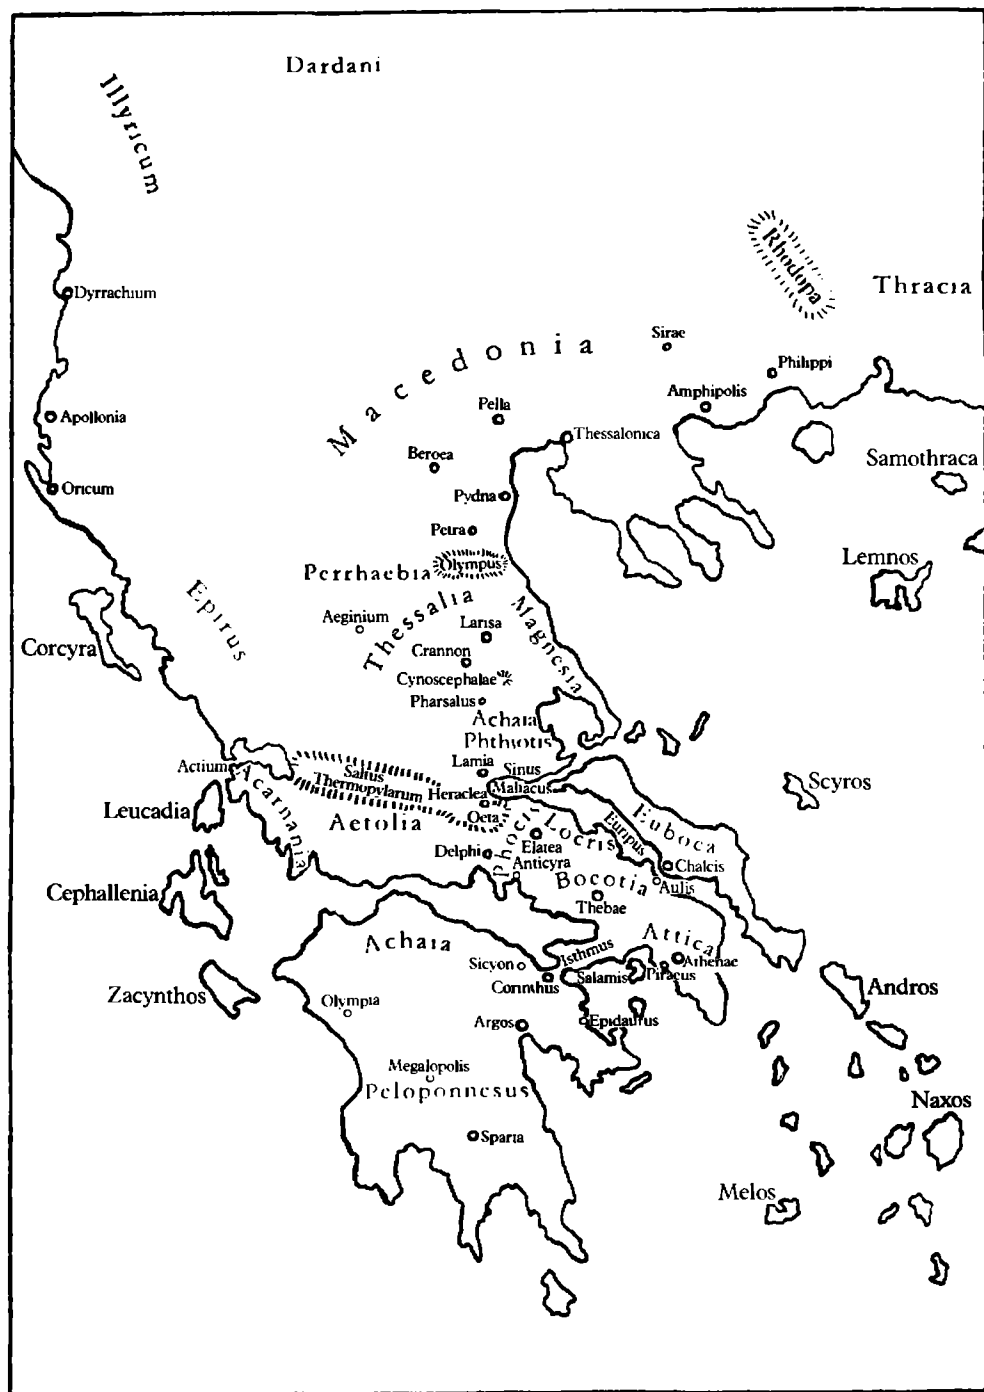 Dardani
Illyricum
Rhodopa
Thracia
Dyrrachium
Macedonia
Sirae
Philippi
Amphipolis
Pella
Apollonia
Thessalonica
Beroea
Samothraca
Oricum
Pydna
Petra
Olympus
Perrhaebia
Lemnos
Epirus
Thessalia
Magnesia
Aeginium
Larisa
Corcyra
Crannon
Cynoscephalae
Pharsalus
Achaia
Phthiotis
Actium
Saltus
Thermopylarum
Lamia
Sinus
Maliacus
Scyros
Leucadia
Acarnania
Heraclea
Oeta
Aetolia
Phocis
Locris
Euripus
Euboea
Elatea
Delphi
Anticyra
Chalcis
Aulis
Cephallenia
Boeotia
Thebae
Achaia
Attica
Isthmus
Athenae
Sicyon
Corinthus
Salamis
Piraeus
Zacynthos
Andros
Olympia
Argos
Epidaurus
Megalopolis
Peloponnesus
Naxos
Sparta
Melos